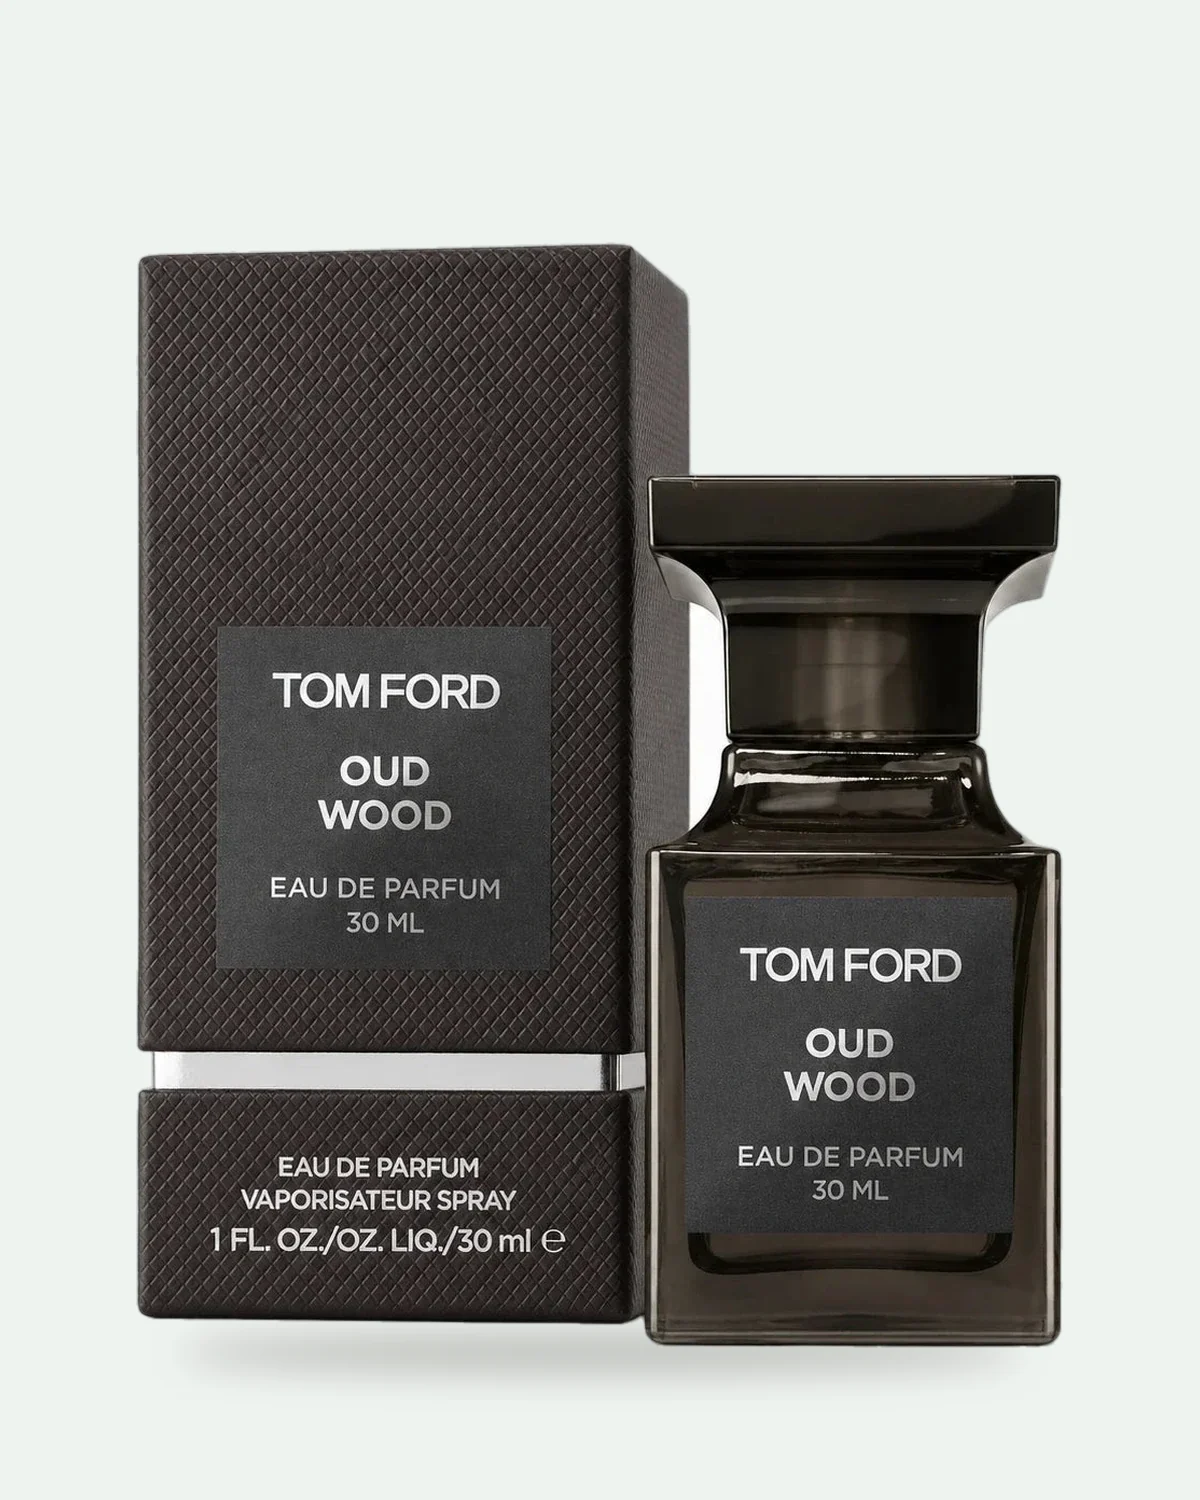 TOM FORD
OUD
WOOD
EAU DE PARFUM
30 ML
EAU DE PARFUM
VAPORISATEUR SPRAY
1 FL. OZ./OZ. LIQ./30 ml ℮
TOM FORD
OUD
WOOD
EAU DE PARFUM
30 ML